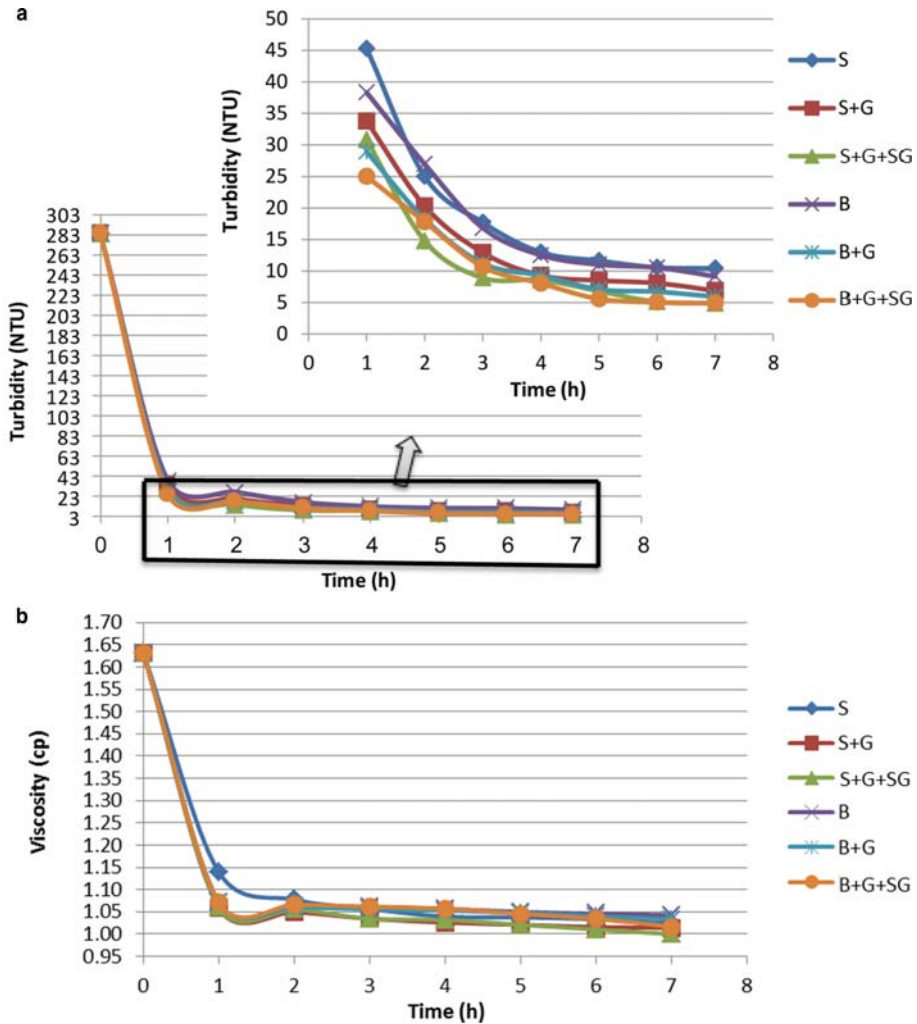 a
50
45
40
35
30
25
20
15
10
5
0
Turbidity (NTU)
0 1 2 3 4 5 6 7 8
Time (h)
S
S+G
S+G+SG
B
B+G
B+G+SG
303
283
263
243
223
203
183
163
143
123
103
83
63
43
23
3
Turbidity (NTU)
0 1 2 3 4 5 6 7 8
Time (h)
b
1.70
1.65
1.60
1.55
1.50
1.45
1.40
1.35
1.30
1.25
1.20
1.15
1.10
1.05
1.00
0.95
Viscosity (cp)
0 1 2 3 4 5 6 7 8
Time (h)
S
S+G
S+G+SG
B
B+G
B+G+SG